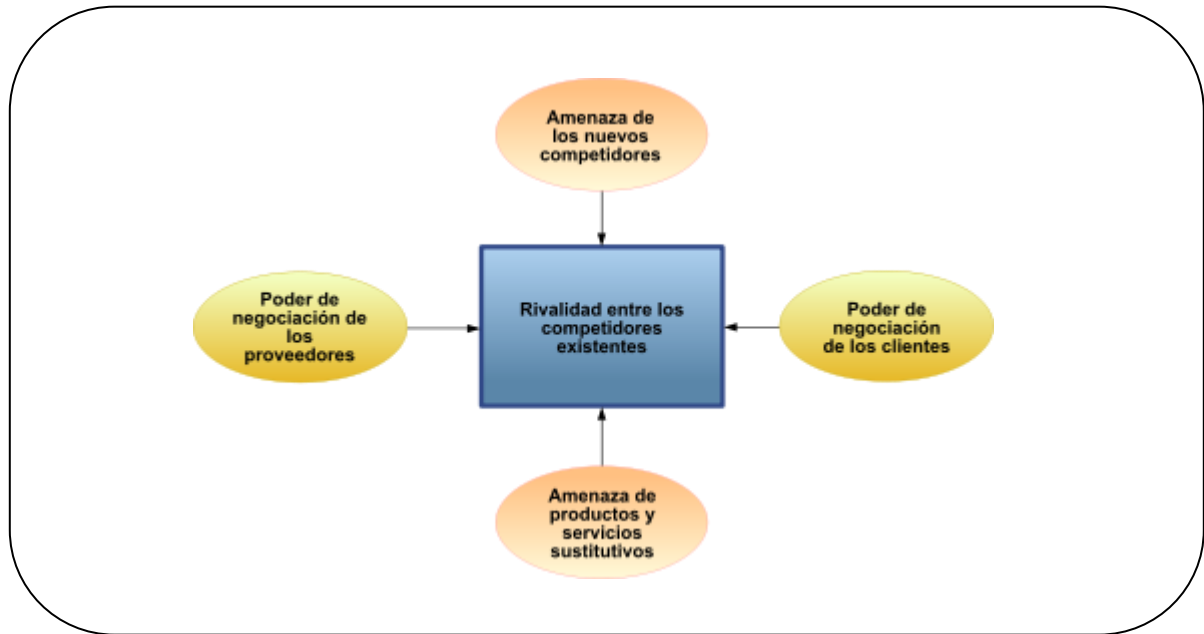 Amenaza de
los nuevos
competidores
Poder de
negociación de
los
proveedores
Rivalidad entre los
competidores
existentes
Poder de
negociación
de los clientes
Amenaza de
productos y
servicios
sustitutivos